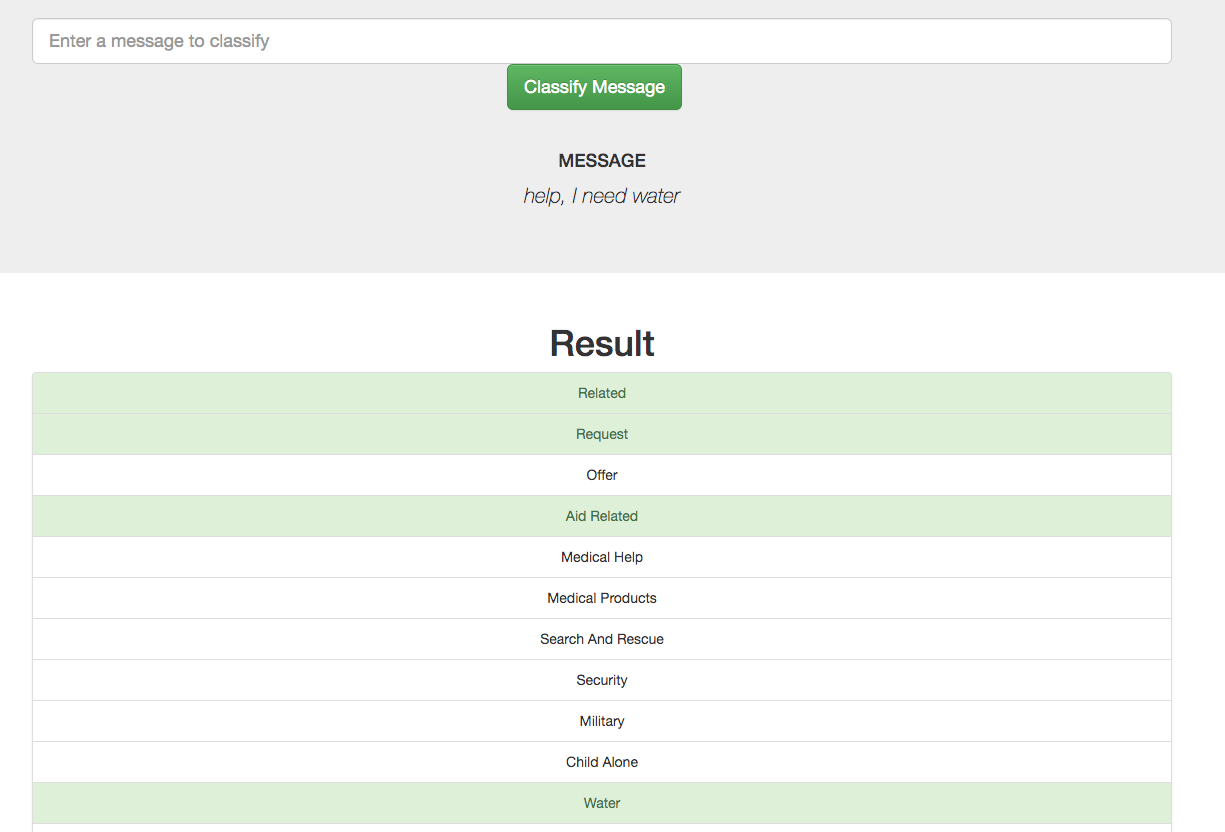 Enter a message to classify
Classify Message
MESSAGE
help, I need water
Result
Related
Request
Offer
Aid Related
Medical Help
Medical Products
Search And Rescue
Security
Military
Child Alone
Water